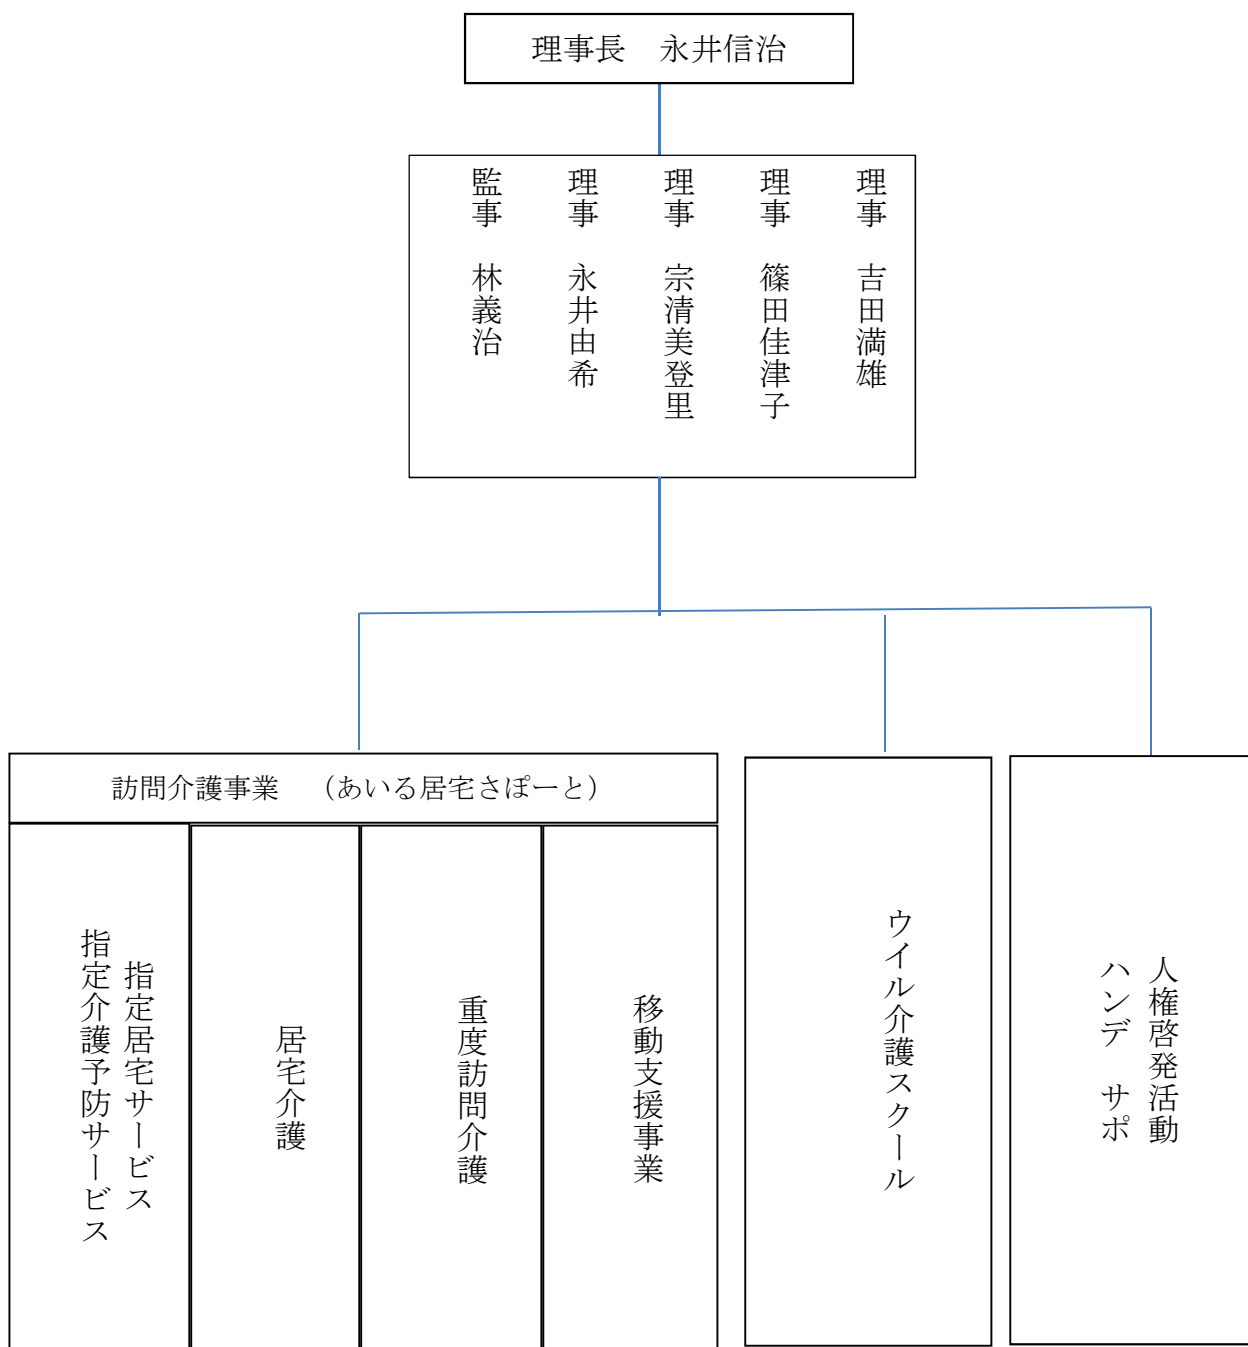 理事長　永井信治
理事　吉田満雄
理事　篠田佳津子
理事　宗清美登里
理事　永井由希
監事　林義治
訪問介護事業　（あいる居宅さぽーと）
指定居宅サービス
指定介護予防サービス
居宅介護
重度訪問介護
移動支援事業
ウイル介護スクール
人権啓発活動
ハンデ　サポ